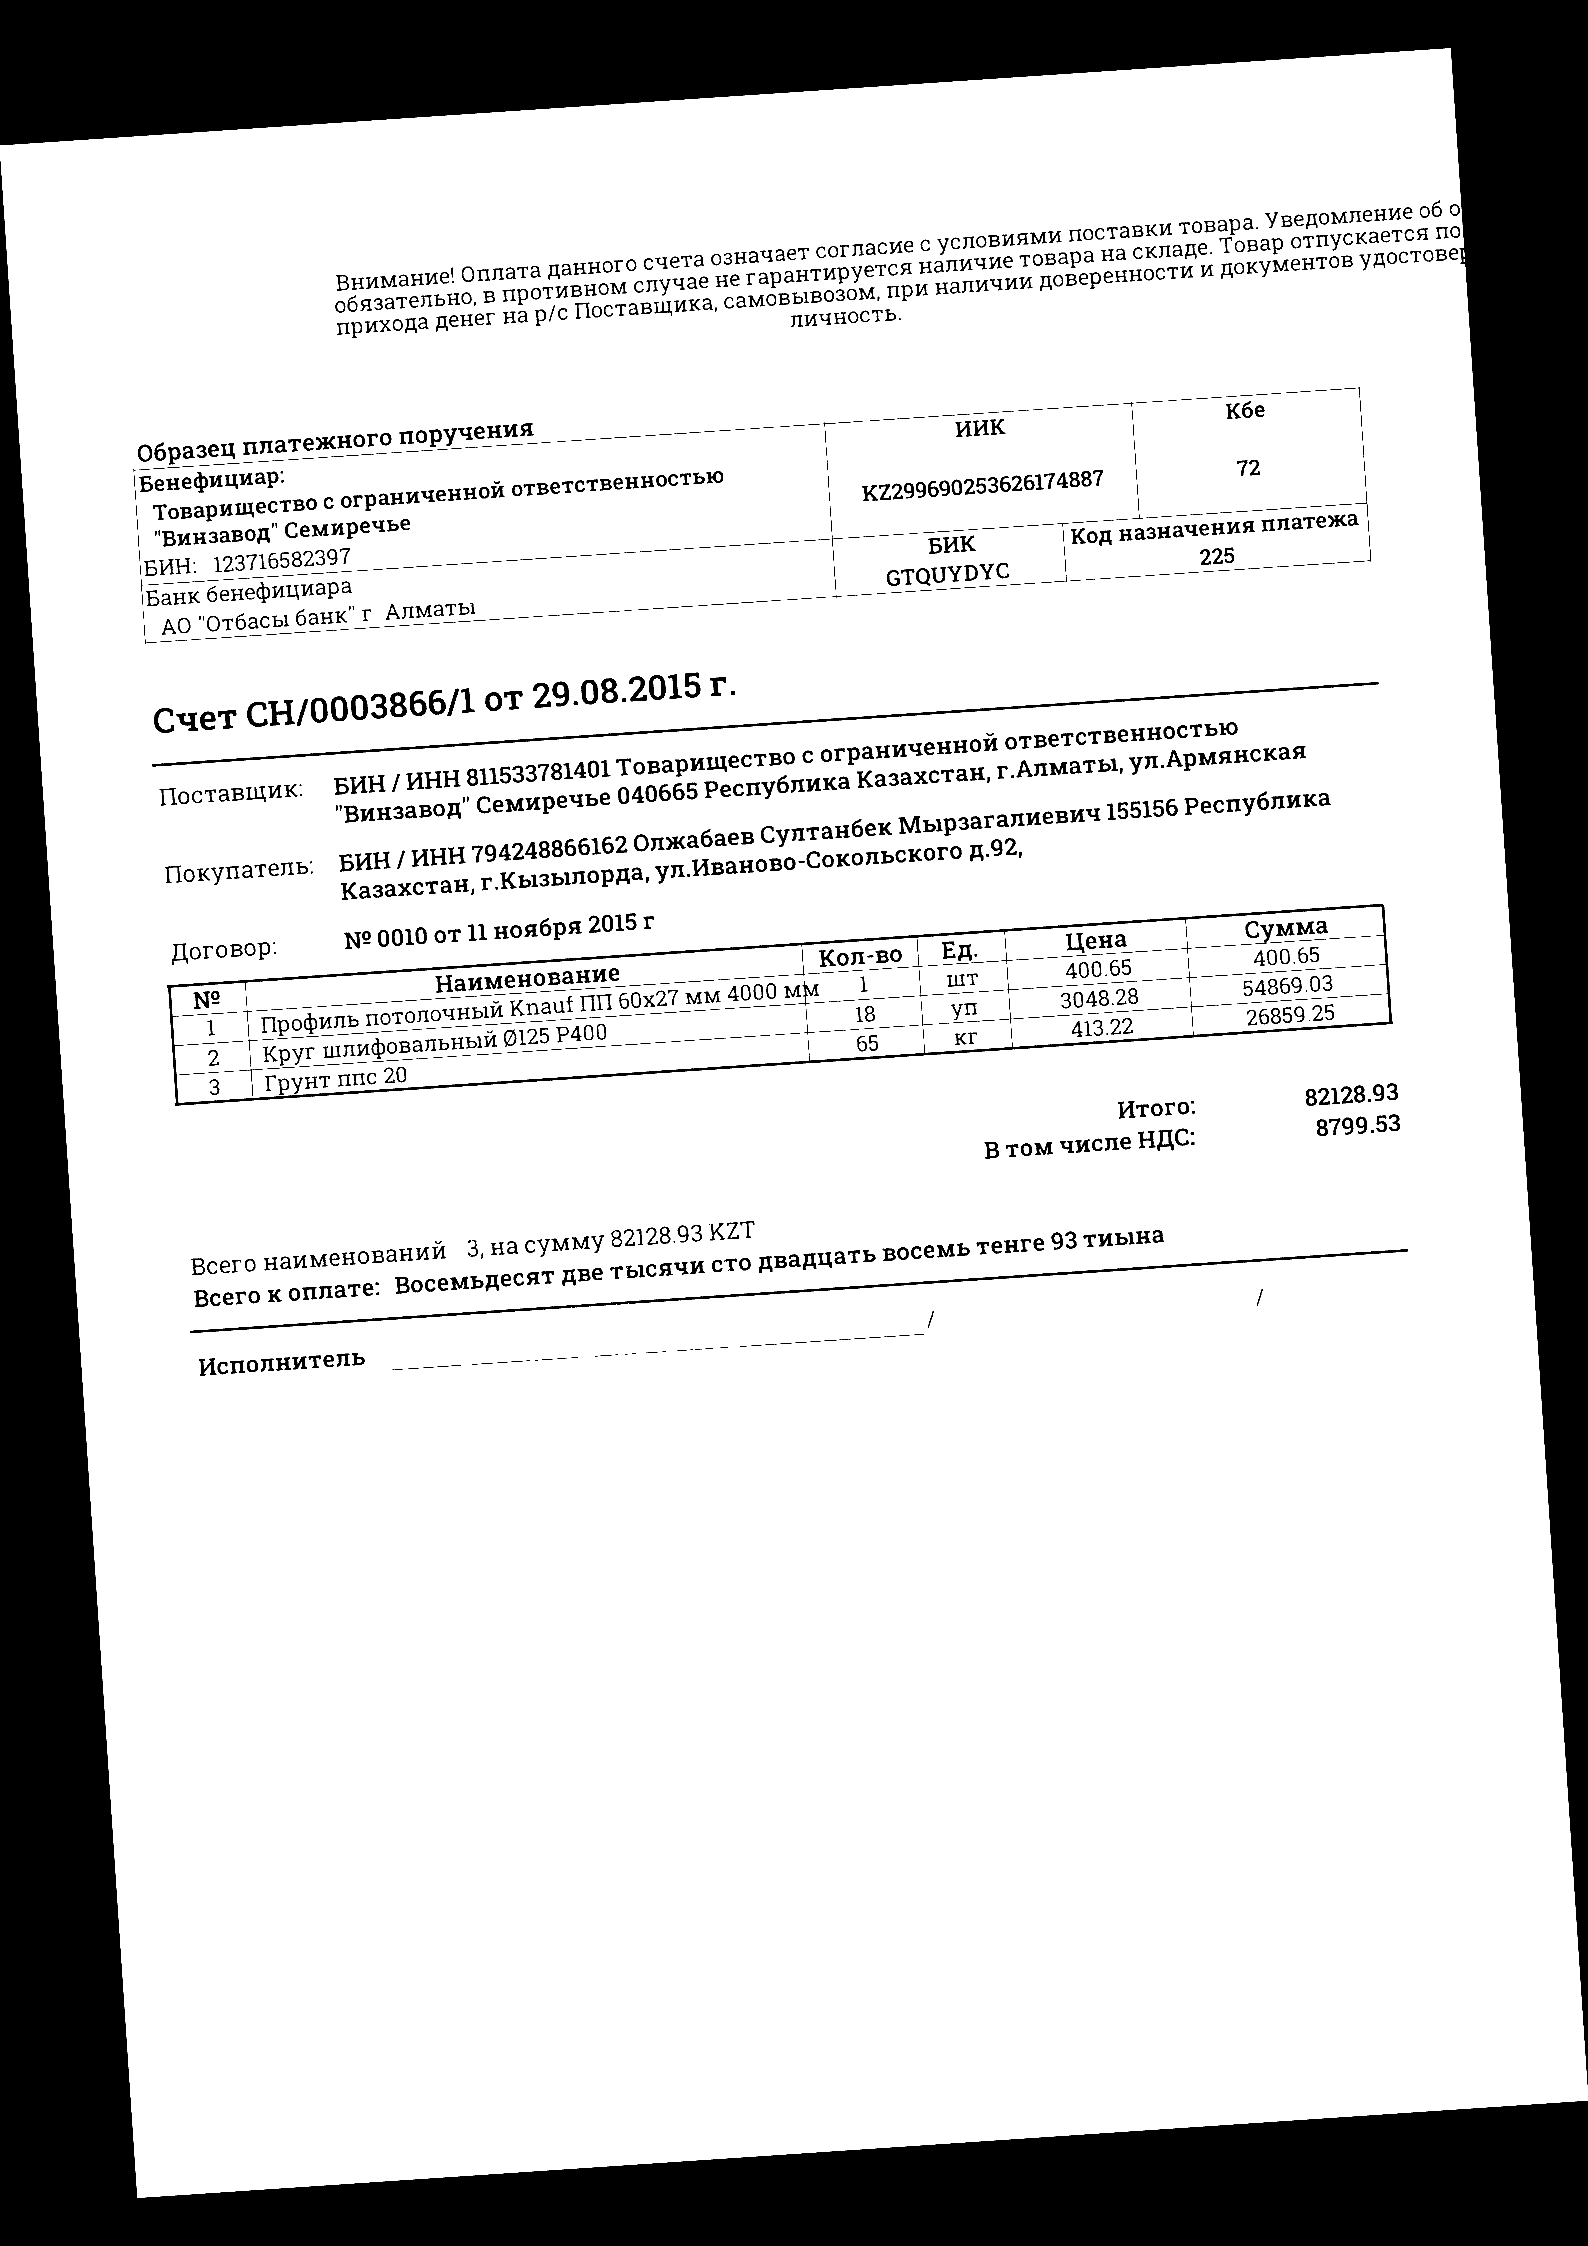 Внимание! Оплата данного счета означает согласие с условиями поставки товара. Уведомление об о
обязательно, в противном случае не гарантируется наличие товара на складе. Товар отпускается по
прихода денег на р/с Поставщика, самовывозом, при наличии доверенности и документов удостовер
личность.
Образец платежного поручения
Бенефициар: ИИК Кбе
Товарищество с ограниченной ответственностью
"Винзавод" Семиречье KZ299690253626174887 72
БИН: 123716582397
Банк бенефициара БИК Код назначения платежа
АО "Отбасы банк" г Алматы GTQUYDYC 225
Счет СН/0003866/1 от 29.08.2015 г.
Поставщик: БИН / ИНН 811533781401 Товарищество с ограниченной ответственностью
"Винзавод" Семиречье 040665 Республика Казахстан, г.Алматы, ул.Армянская
Покупатель: БИН / ИНН 794248866162 Олжабаев Султанбек Мырзагалиевич 155156 Республика
Казахстан, г.Кызылорда, ул.Иваново-Сокольского д.92,
Договор: № 0010 от 11 ноября 2015 г
№ Наименование Кол-во Ед. Цена Сумма
1 Профиль потолочный Knauf ПП 60х27 мм 4000 мм 1 шт 400.65 400.65
2 Круг шлифовальный Ø125 P400 18 уп 3048.28 54869.03
3 Грунт ппс 20 65 кг 413.22 26859.25
Итого: 82128.93
В том числе НДС: 8799.53
Всего наименований 3, на сумму 82128.93 KZT
Всего к оплате: Восемьдесят две тысячи сто двадцать восемь тенге 93 тиына
Исполнитель / /